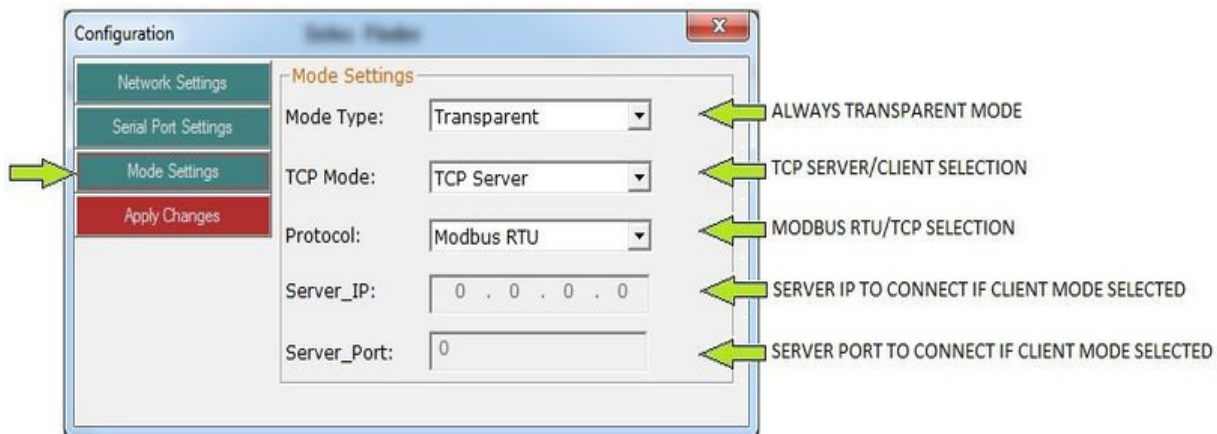 Configuration
Network Settings
Serial Port Settings
Mode Settings
Apply Changes
Mode Settings
Mode Type:
Transparent
ALWAYS TRANSPARENT MODE
TCP Mode:
TCP Server
TCP SERVER/CLIENT SELECTION
Protocol:
Modbus RTU
MODBUS RTU/TCP SELECTION
Server_IP:
0 . 0 . 0 . 0
SERVER IP TO CONNECT IF CLIENT MODE SELECTED
Server_Port:
0
SERVER PORT TO CONNECT IF CLIENT MODE SELECTED